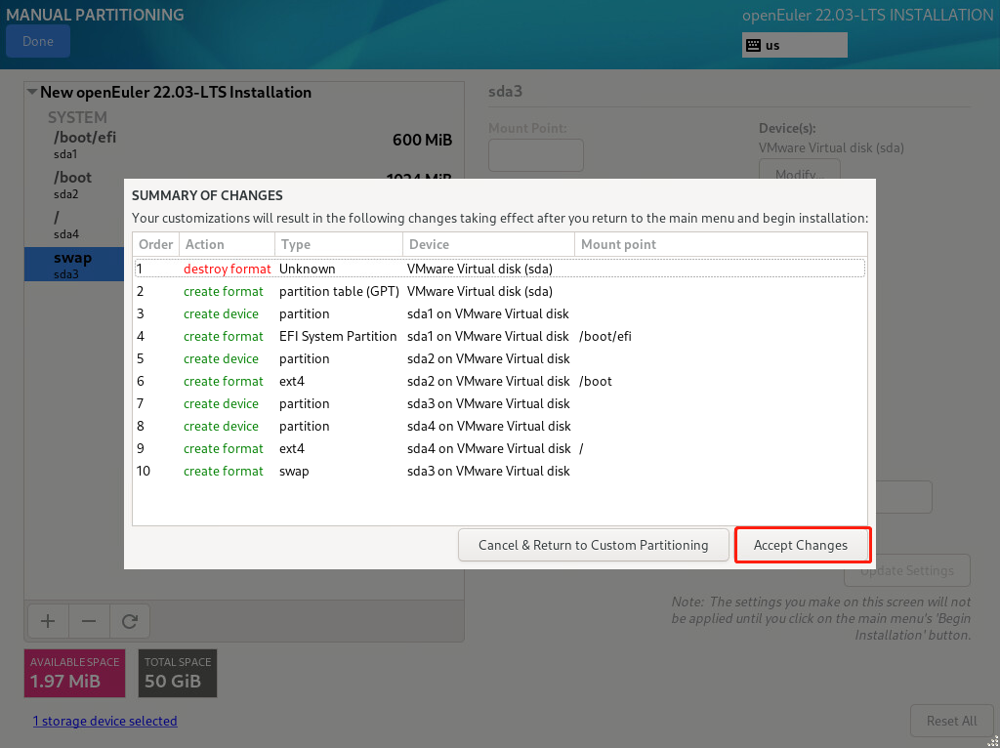 MANUAL PARTITIONING
openEuler 22.03-LTS INSTALLATION
Done
us
New openEuler 22.03-LTS Installation
SYSTEM
/boot/efi
600 MiB
sda1
/boot
1024 MiB
sda2
/
sda4
swap
sda3
sda3
Mount Point:
Device(s):
VMware Virtual disk (sda)
Modify...
SUMMARY OF CHANGES
Your customizations will result in the following changes taking effect after you return to the main menu and begin installation:
Order Action Type Device Mount point
1 destroy format Unknown VMware Virtual disk (sda)
2 create format partition table (GPT) VMware Virtual disk (sda)
3 create device partition sda1 on VMware Virtual disk
4 create format EFI System Partition sda1 on VMware Virtual disk /boot/efi
5 create device partition sda2 on VMware Virtual disk
6 create format ext4 sda2 on VMware Virtual disk /boot
7 create device partition sda3 on VMware Virtual disk
8 create device partition sda4 on VMware Virtual disk
9 create format ext4 sda4 on VMware Virtual disk /
10 create format swap sda3 on VMware Virtual disk
Cancel & Return to Custom Partitioning
Accept Changes
Update Settings
Note: The settings you make on this screen will not
be applied until you click on the main menu's 'Begin
Installation' button.
AVAILABLE SPACE
1.97 MiB
TOTAL SPACE
50 GiB
1 storage device selected
Reset All